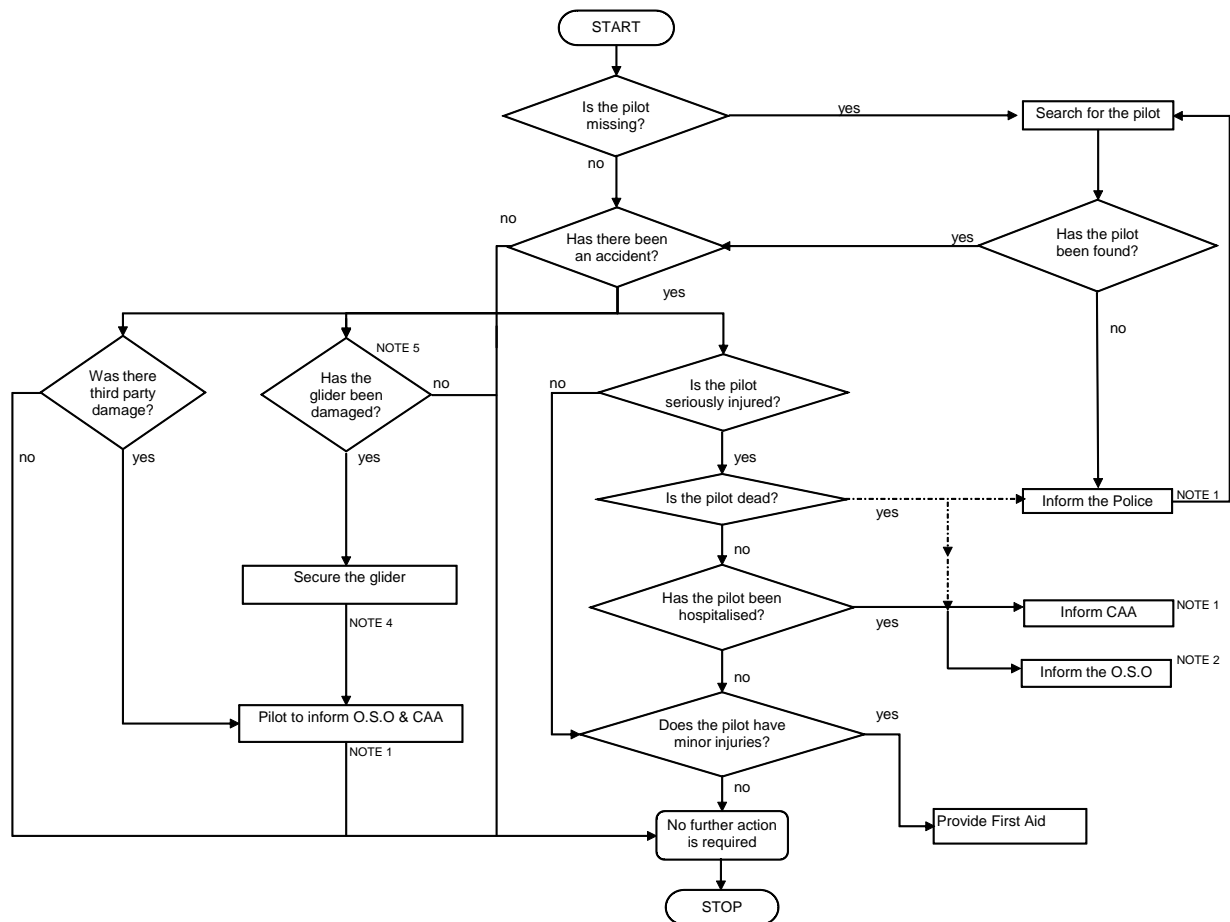 START
Is the pilot
missing?
yes
Search for the pilot
no
no
Has there been
an accident?
yes
Has the pilot
been found?
yes
no
NOTE 5
Was there
third party
damage?
Has the
glider been
damaged?
no
no
Is the pilot
seriously injured?
no
yes
yes
yes
Is the pilot dead?
yes
Inform the Police
NOTE 1
no
Secure the glider
NOTE 4
Has the pilot been
hospitalised?
yes
Inform CAA
NOTE 1
Inform the O.S.O
NOTE 2
no
Pilot to inform O.S.O & CAA
NOTE 1
Does the pilot have
minor injuries?
yes
no
No further action
is required
Provide First Aid
STOP